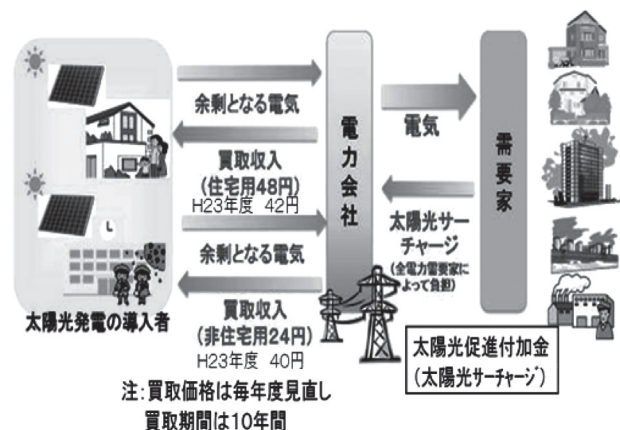 余剰となる電気
買取収入
(住宅用48円)
H23年度 42円
余剰となる電気
買取収入
(非住宅用24円)
H23年度 40円
太陽光発電の導入者
電力会社
電気
太陽光サー
チャージ
(全電力需要家に
よって負担)
需要家
太陽光促進付加金
(太陽光サーチャージ)
注:買取価格は毎年度見直し
買取期間は10年間